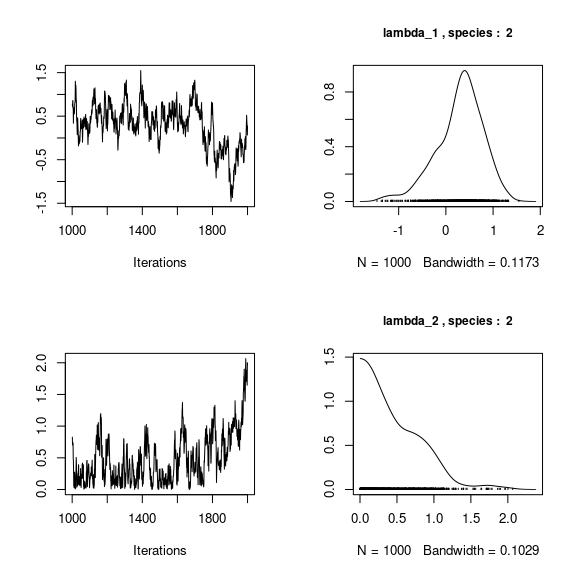 lambda_1 , species : 2
1.5
0.5
-0.5
-1.5
1000 1400 1800
Iterations
0.8
0.4
0.0
-1 0 1 2
N = 1000 Bandwidth = 0.1173
lambda_2 , species : 2
2.0
1.5
1.0
0.5
0.0
1000 1400 1800
Iterations
1.5
1.0
0.5
0.0
0.0 0.5 1.0 1.5 2.0
N = 1000 Bandwidth = 0.1029